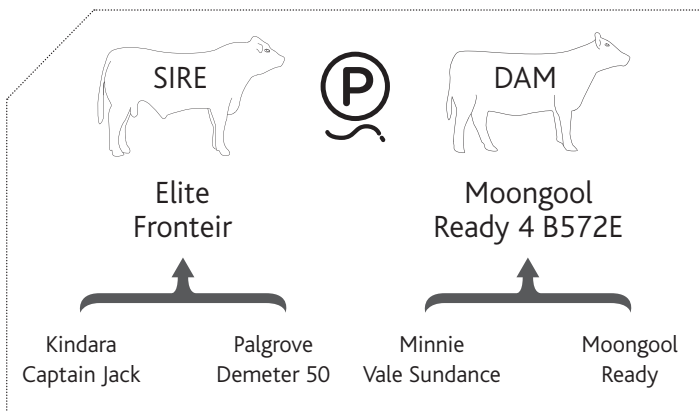 SIRE
P
DAM
Elite
Fronteir
Moongool
Ready 4 B572E
Kindara
Captain Jack
Palgrove
Demeter 50
Minnie
Vale Sundance
Moongool
Ready